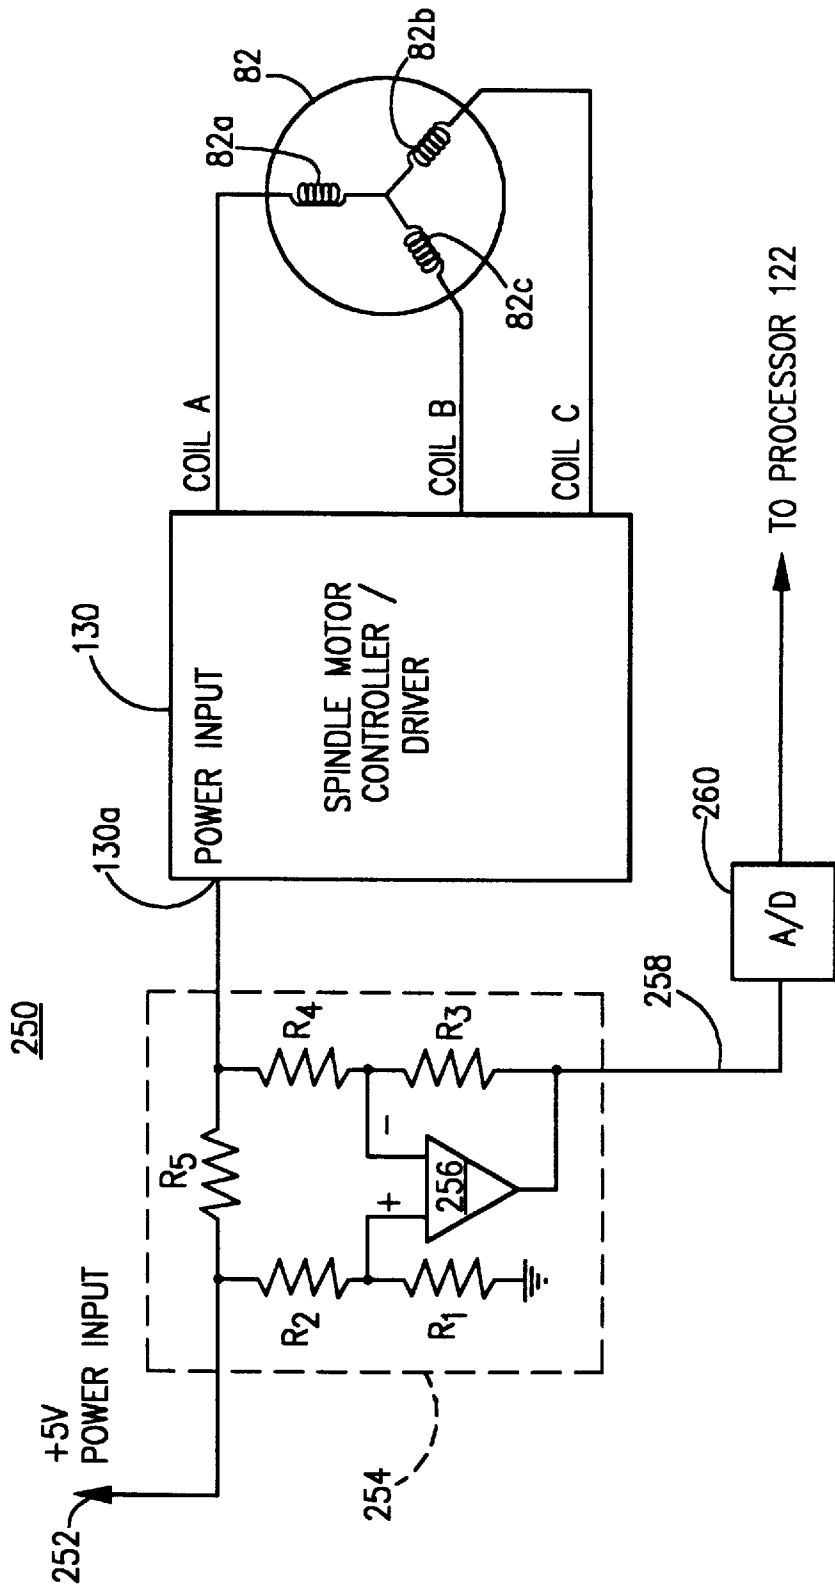 250
252
+5V
POWER INPUT
254
R5
R2
R1
R4
R3
+
-
256
258
260
A/D
TO PROCESSOR 122
130a
130
POWER INPUT
SPINDLE MOTOR
CONTROLLER /
DRIVER
COIL A
COIL B
COIL C
82a
82
82b
82c